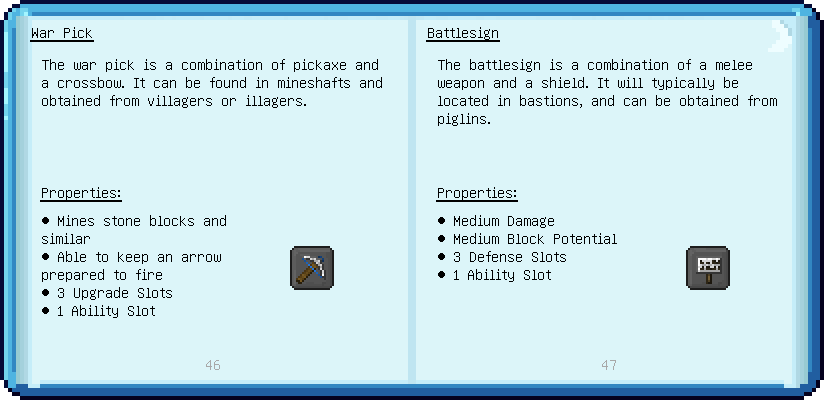 War Pick
The war pick is a combination of pickaxe and
a crossbow. It can be found in mineshafts and
obtained from villagers or illagers.
Properties:
• Mines stone blocks and
similar
• Able to keep an arrow
prepared to fire
• 3 Upgrade Slots
• 1 Ability Slot
46
Battlesign
The battlesign is a combination of a melee
weapon and a shield. It will typically be
located in bastions, and can be obtained from
piglins.
Properties:
• Medium Damage
• Medium Block Potential
• 3 Defense Slots
• 1 Ability Slot
47